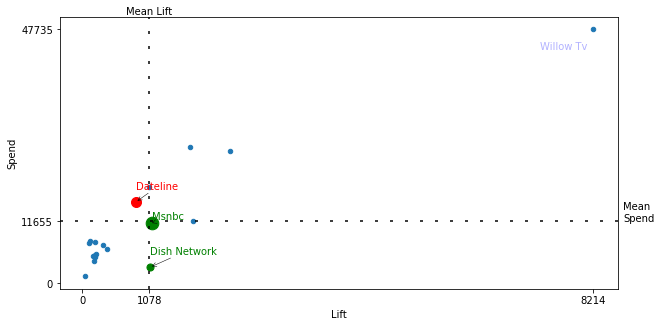 Mean Lift
47735
Willow Tv
Spend
Dateline
Mean
Spend
Msnbc
11655
Dish Network
0
0
1078
8214
Lift